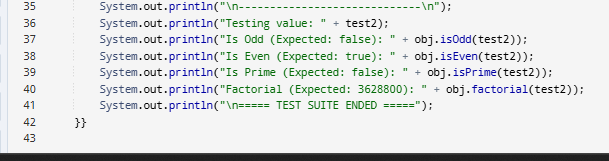 35 System.out.println("\n-----------------------------\n");
36 System.out.println("Testing value: " + test2);
37 System.out.println("Is Odd (Expected: false): " + obj.isOdd(test2));
38 System.out.println("Is Even (Expected: true): " + obj.isEven(test2));
39 System.out.println("Is Prime (Expected: false): " + obj.isPrime(test2));
40 System.out.println("Factorial (Expected: 3628800): " + obj.factorial(test2));
41 System.out.println("\n===== TEST SUITE ENDED =====");
42 }}
43